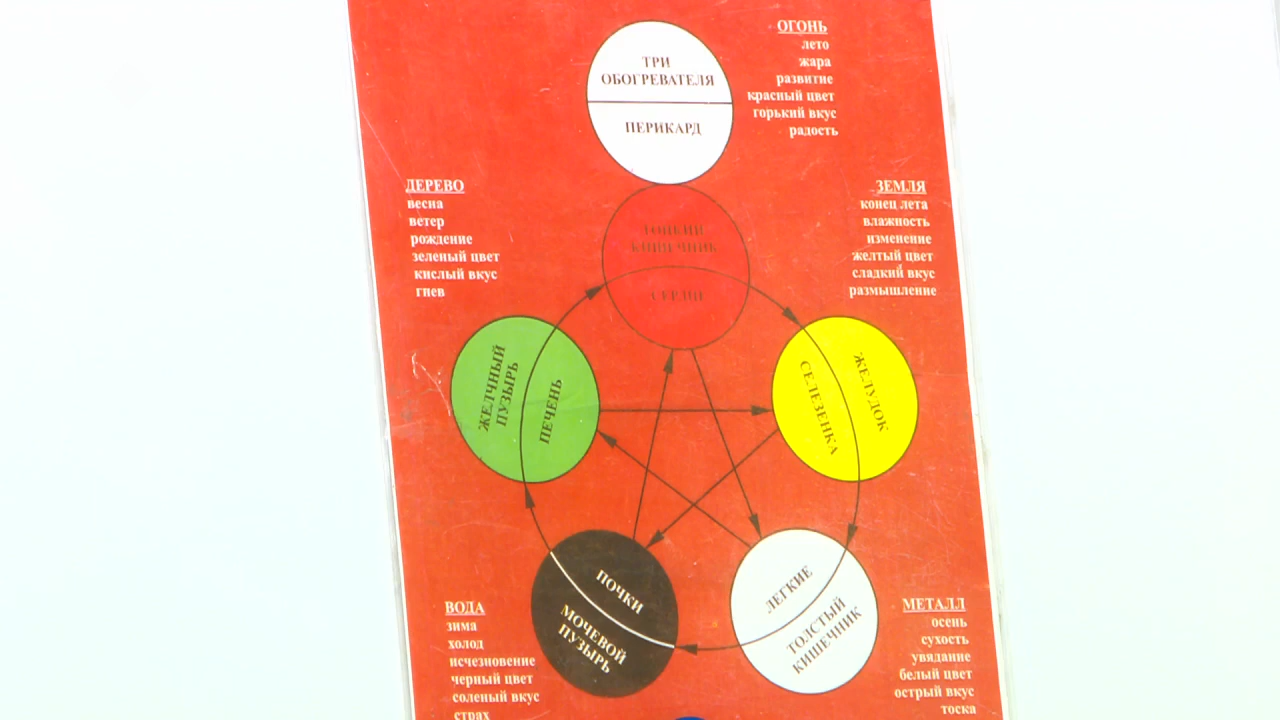 ТРИ
ОБОГРЕВАТЕЛЯ
ПЕРИКАРД
ОГОНЬ
лето
жара
развитие
красный цвет
горький вкус
радость
ДЕРЕВО
весна
ветер
рождение
зеленый цвет
кислый вкус
гнев
ТОНКИЙ
КИШЕЧНИК
СЕРДЦЕ
ЗЕМЛЯ
конец лета
влажность
изменение
желтый цвет
сладкий вкус
размышление
ЖЕЛЧНЫЙ
ПУЗЫРЬ
ПЕЧЕНЬ
СЕЛЕЗЕНКА
ЖЕЛУДОК
ПОЧКИ
МОЧЕВОЙ
ПУЗЫРЬ
ЛЕГКИЕ
ТОЛСТЫЙ
КИШЕЧНИК
ВОДА
зима
холод
исчезновение
черный цвет
соленый вкус
страх
МЕТАЛЛ
осень
сухость
увядание
белый цвет
острый вкус
тоска